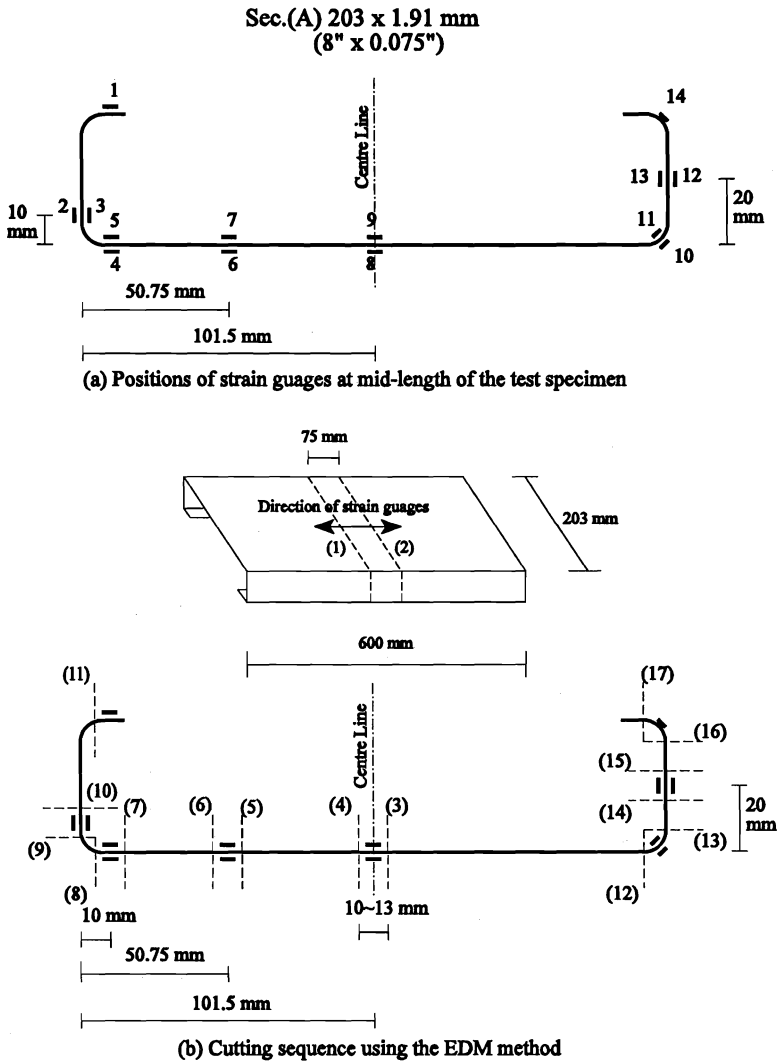 Sec.(A) 203 x 1.91 mm
(8" x 0.075")
1
14
Centre Line
13
12
2
3
10
mm
20
mm
5
7
9
11
4
6
8
10
50.75 mm
101.5 mm
(a) Positions of strain guages at mid-length of the test specimen
75 mm
Direction of strain guages
(1)
(2)
203 mm
600 mm
(11)
(17)
Centre Line
(16)
(15)
(10)
(7)
(6)
(5)
(4)
(3)
(14)
20
mm
(9)
(13)
(8)
(12)
10 mm
10~13 mm
50.75 mm
101.5 mm
(b) Cutting sequence using the EDM method